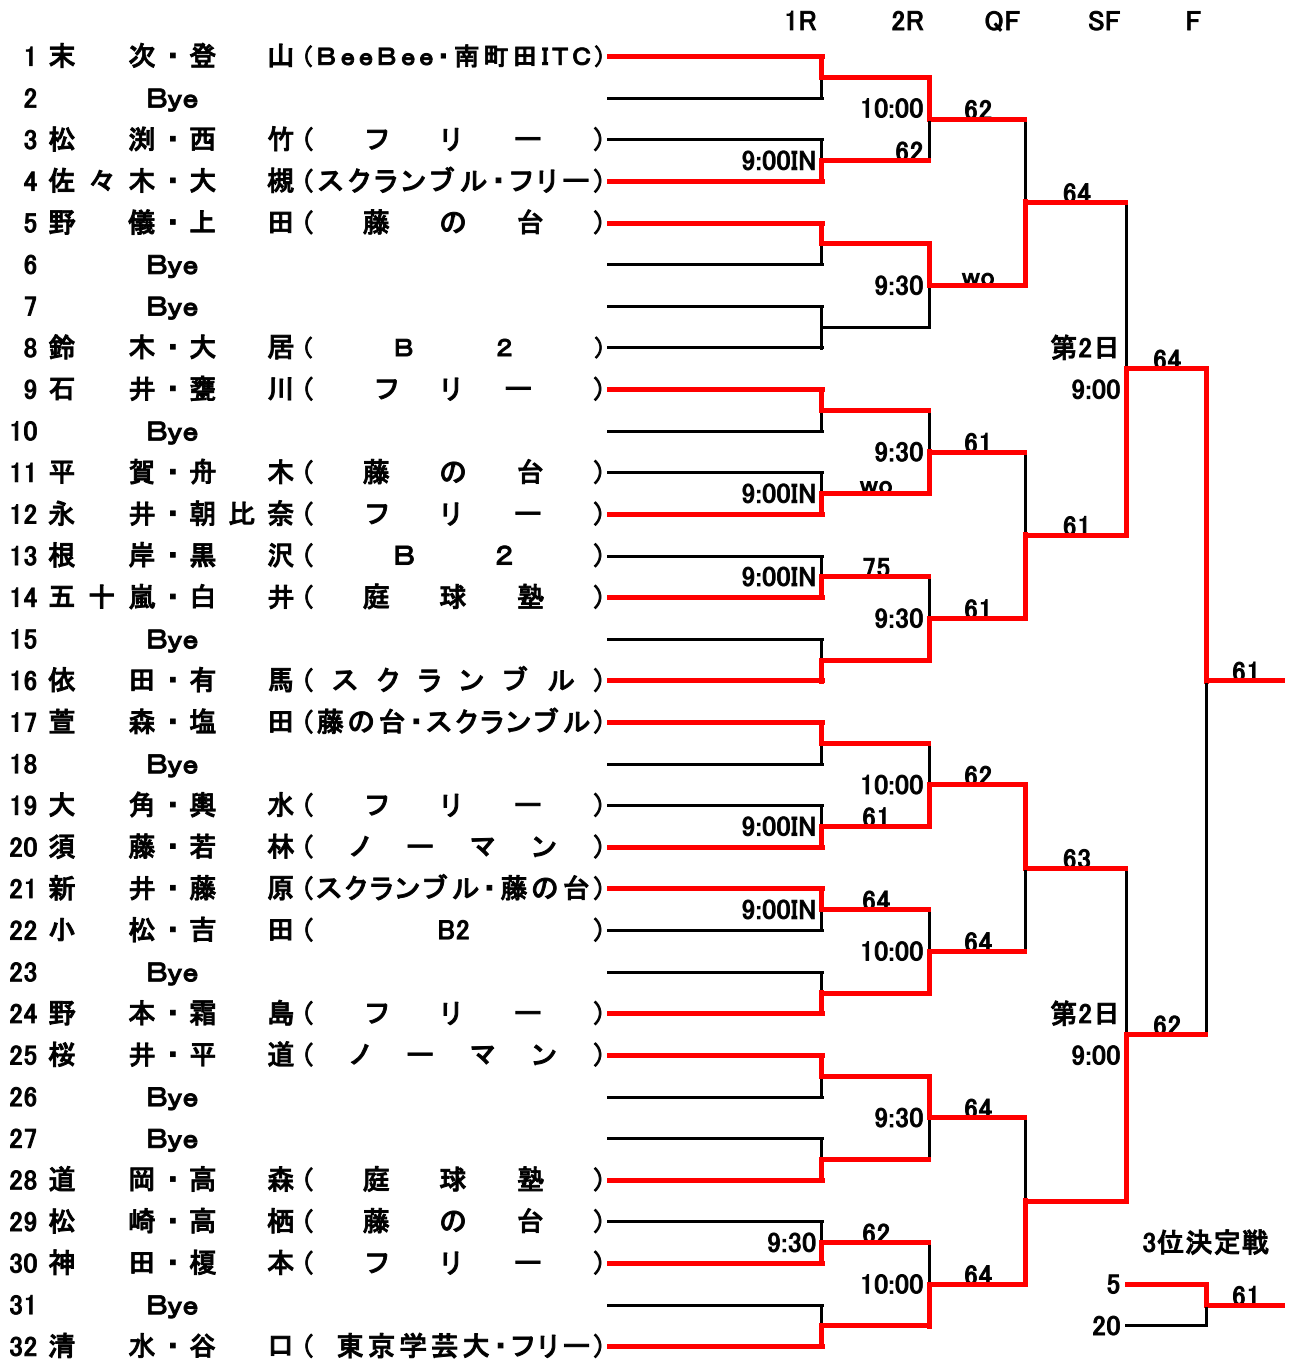 1R 2R QF SF F
1 末 次・登 山(BeeBee・南町田ITC)
2 Bye
10:00 62
3 松 渕・西 竹( フ リ ー )
9:00IN 62
4 佐々木・大 槻(スクランブル・フリー)
64
5 野 儀・上 田( 藤 の 台 )
6 Bye
9:30 wo
7 Bye
8 鈴 木・大 居( B 2 )
第2日 64
9 石 井・甕 川( フ リ ー )
9:00
10 Bye
9:30 61
11 平 賀・舟 木( 藤 の 台 )
9:00IN wo
12 永 井・朝比奈( フ リ ー )
61
13 根 岸・黒 沢( B 2 )
9:00IN 75
14 五十嵐・白 井( 庭 球 塾 )
9:30 61
15 Bye
16 依 田・有 馬( スクランブル )
61
17 萱 森・塩 田(藤の台・スクランブル)
18 Bye
10:00 62
19 大 角・輿 水( フ リ ー )
9:00IN 61
20 須 藤・若 林( ノ ー マ ン )
63
21 新 井・藤 原(スクランブル・藤の台)
9:00IN 64
22 小 松・吉 田( B2 )
10:00 64
23 Bye
24 野 本・霜 島( フ リ ー )
第2日 62
25 桜 井・平 道( ノ ー マ ン )
9:00
26 Bye
9:30 64
27 Bye
28 道 岡・高 森( 庭 球 塾 )
29 松 崎・高 栖( 藤 の 台 )
9:30 62
3位決定戦
30 神 田・榎 本( フ リ ー )
10:00 64
5
31 Bye
61
20
32 清 水・谷 口( 東京学芸大・フリー)